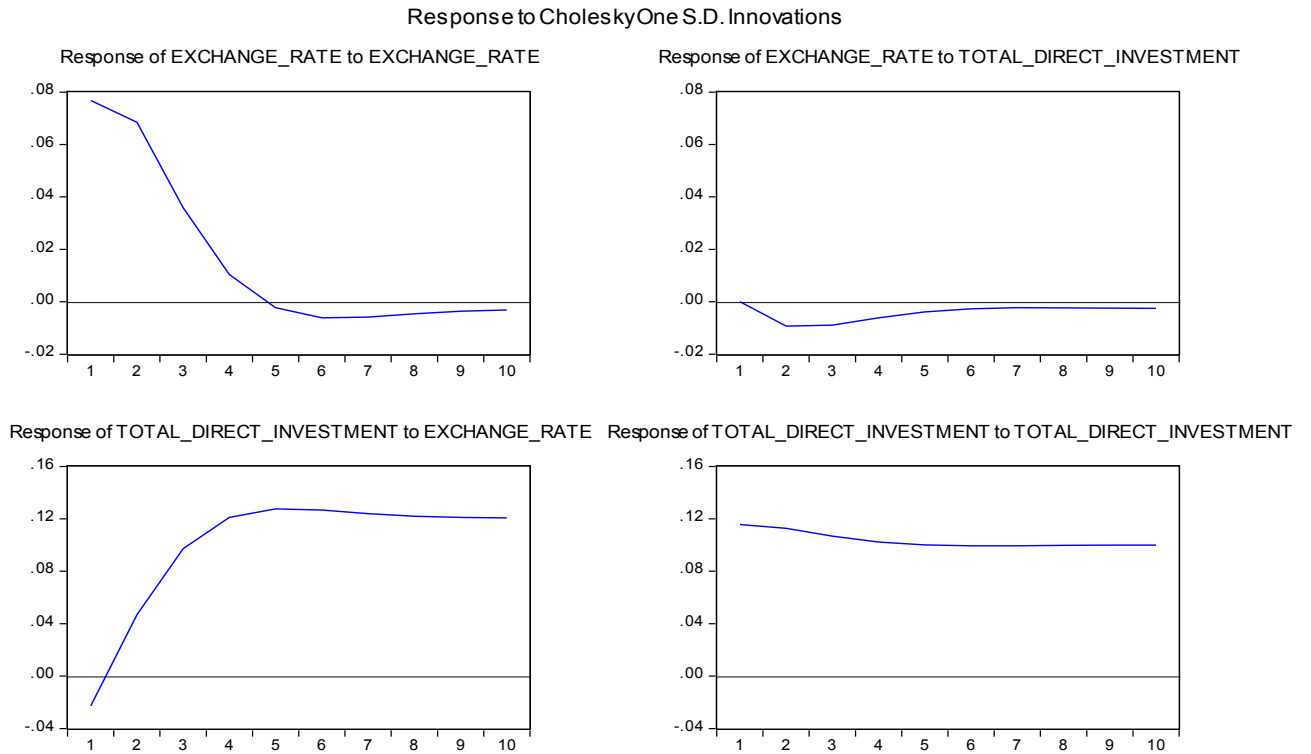 Response to Cholesky One S.D. Innovations
Response of EXCHANGE_RATE to EXCHANGE_RATE
.08
.06
.04
.02
.00
-.02
1 2 3 4 5 6 7 8 9 10
Response of EXCHANGE_RATE to TOTAL_DIRECT_INVESTMENT
.08
.06
.04
.02
.00
-.02
1 2 3 4 5 6 7 8 9 10
Response of TOTAL_DIRECT_INVESTMENT to EXCHANGE_RATE
.16
.12
.08
.04
.00
-.04
1 2 3 4 5 6 7 8 9 10
Response of TOTAL_DIRECT_INVESTMENT to TOTAL_DIRECT_INVESTMENT
.16
.12
.08
.04
.00
-.04
1 2 3 4 5 6 7 8 9 10